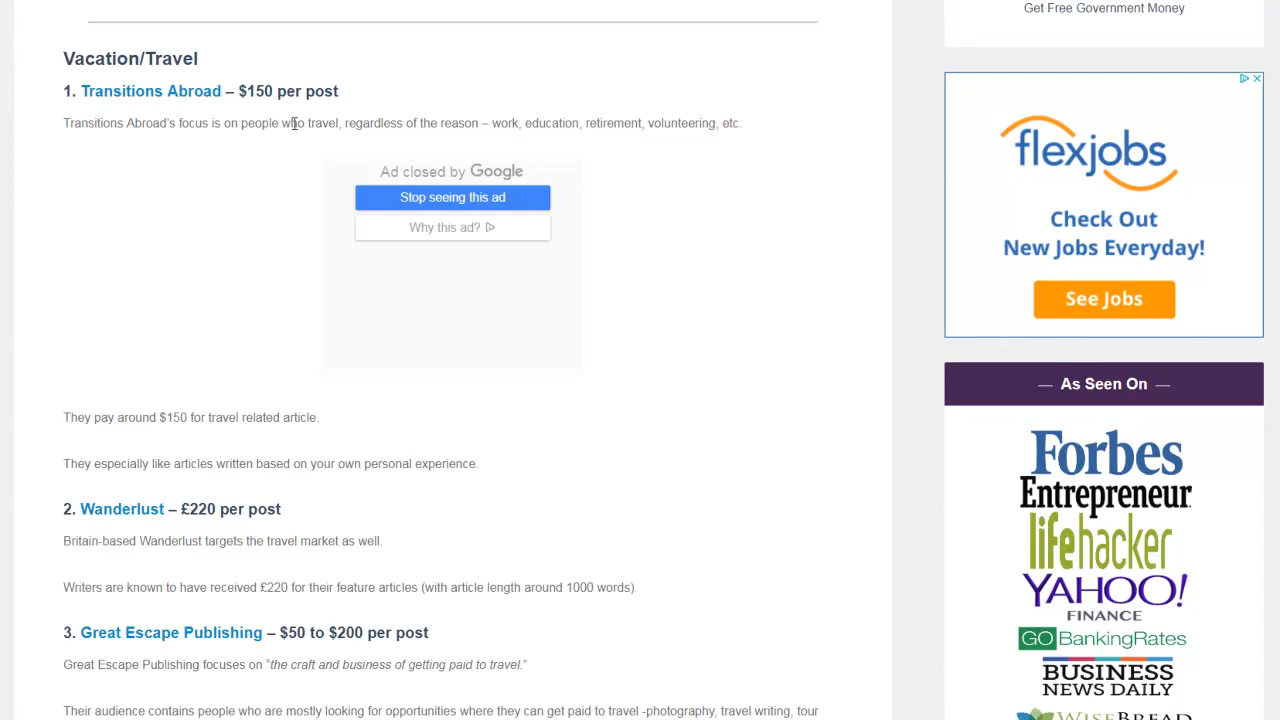 Get Free Government Money
Vacation/Travel
1. Transitions Abroad – $150 per post
Transitions Abroad's focus is on people who travel, regardless of the reason – work, education, retirement, volunteering, etc.
Ad closed by Google
Stop seeing this ad
Why this ad?
They pay around $150 for travel related article.
They especially like articles written based on your own personal experience.
2. Wanderlust – £220 per post
Britain-based Wanderlust targets the travel market as well.
Writers are known to have received £220 for their feature articles (with article length around 1000 words).
3. Great Escape Publishing – $50 to $200 per post
Great Escape Publishing focuses on “the craft and business of getting paid to travel.”
Their audience contains people who are mostly looking for opportunities where they can get paid to travel -photography, travel writing, tour
flexjobs
Check Out
New Jobs Everyday!
See Jobs
— As Seen On —
Forbes
Entrepreneur
lifehacker
YAHOO!
FINANCE
GOBankingRates
BUSINESS
NEWS DAILY
WISEBREAD